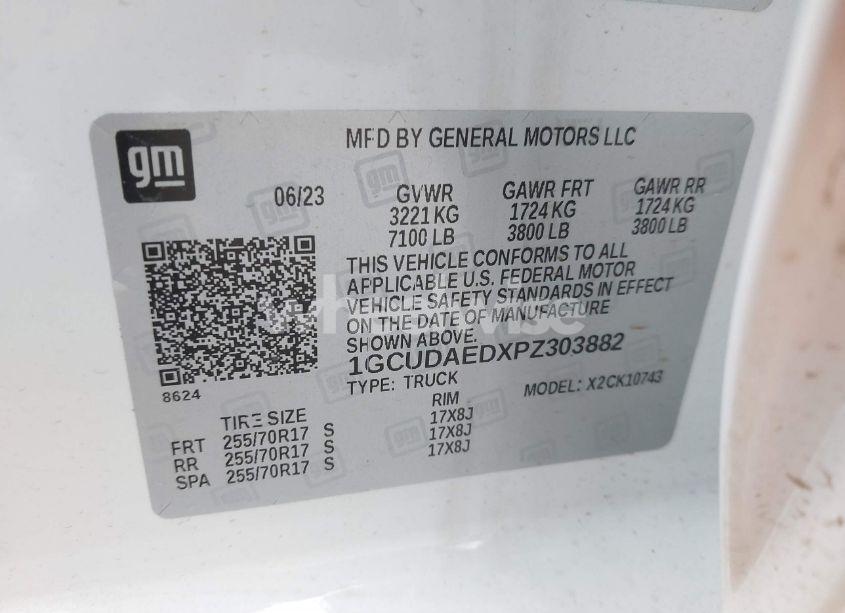 gm
MFD BY GENERAL MOTORS LLC
06/23 GVWR GAWR FRT GAWR RR
3221 KG 1724 KG 1724 KG
7100 LB 3800 LB 3800 LB
THIS VEHICLE CONFORMS TO ALL
APPLICABLE U.S. FEDERAL MOTOR
VEHICLE SAFETY STANDARDS IN EFFECT
ON THE DATE OF MANUFACTURE
SHOWN ABOVE.
1GCUDAEDXPZ303882
TYPE: TRUCK MODEL: X2CK10743
8624
TIRE SIZE RIM
FRT 255/70R17 S 17X8J
RR 255/70R17 S 17X8J
SPA 255/70R17 S 17X8J